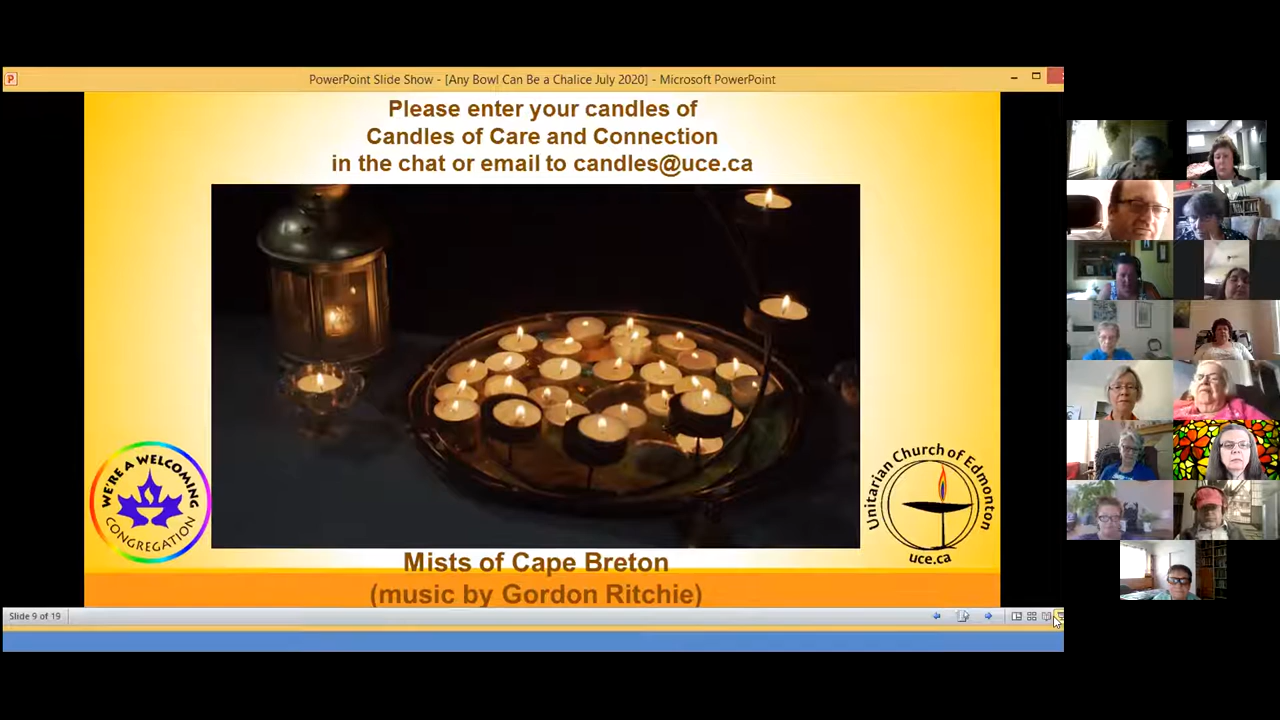 PowerPoint Slide Show - [Any Bowl Can Be a Chalice July 2020] - Microsoft PowerPoint
Please enter your candles of
Candles of Care and Connection
in the chat or email to candles@uce.ca
WE'RE A WELCOMING
CONGREGATION
Unitarian Church of Edmonton
uce.ca
Mists of Cape Breton
(music by Gordon Ritchie)
Slide 9 of 19